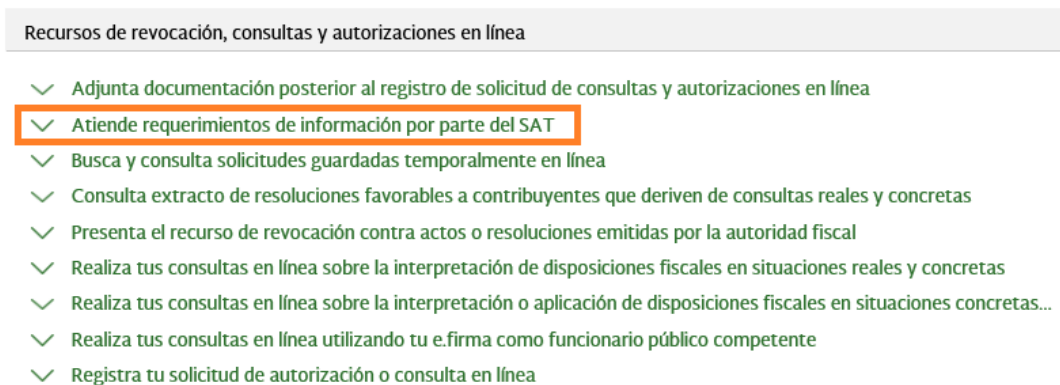 Recursos de revocación, consultas y autorizaciones en línea
Adjunta documentación posterior al registro de solicitud de consultas y autorizaciones en línea
Atiende requerimientos de información por parte del SAT
Busca y consulta solicitudes guardadas temporalmente en línea
Consulta extracto de resoluciones favorables a contribuyentes que deriven de consultas reales y concretas
Presenta el recurso de revocación contra actos o resoluciones emitidas por la autoridad fiscal
Realiza tus consultas en línea sobre la interpretación de disposiciones fiscales en situaciones reales y concretas
Realiza tus consultas en línea sobre la interpretación o aplicación de disposiciones fiscales en situaciones concretas...
Realiza tus consultas en línea utilizando tu e.firma como funcionario público competente
Registra tu solicitud de autorización o consulta en línea